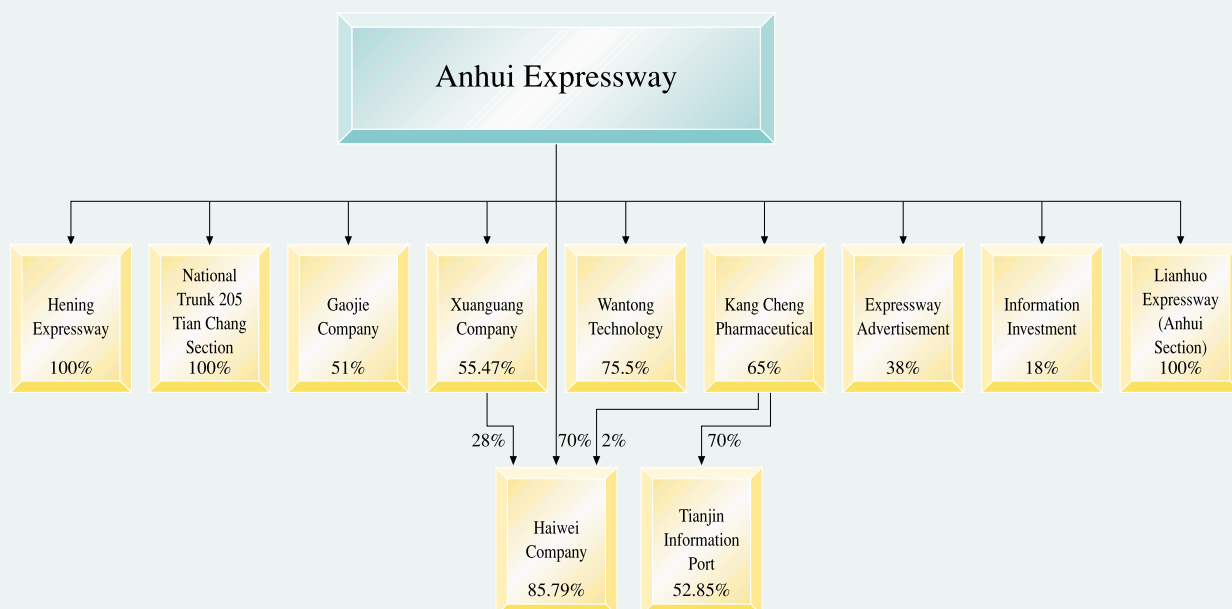 Anhui Expressway
Hening
Expressway
100%
National
Trunk 205
Tian Chang
Section
100%
Gaojie
Company
51%
Xuanguang
Company
55.47%
Wantong
Technology
75.5%
Kang Cheng
Pharmaceutical
65%
Expressway
Advertisement
38%
Information
Investment
18%
Lianhuo
Expressway
(Anhui
Section)
100%
28%
70%
2%
70%
Haiwei
Company
85.79%
Tianjin
Information
Port
52.85%